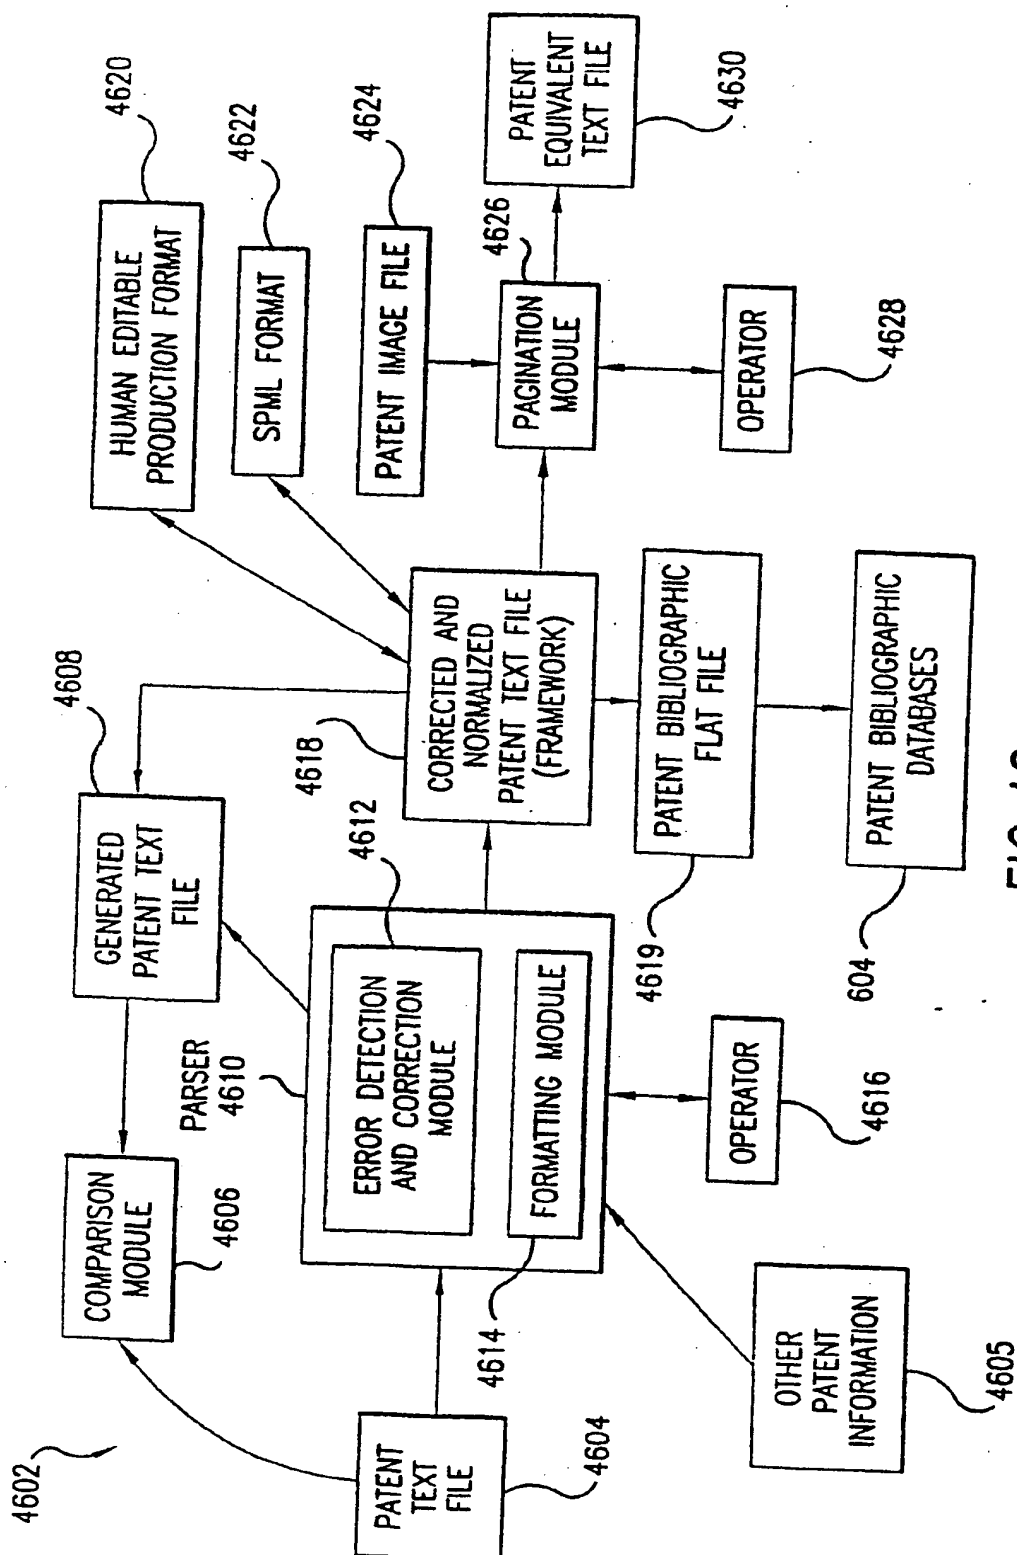 4602
PATENT
TEXT
FILE
4604
COMPARISON
MODULE
4606
GENERATED
PATENT TEXT
FILE
4608
PARSER
4610
ERROR DETECTION
AND CORRECTION
MODULE
4612
FORMATTING MODULE
4614
OTHER
PATENT
INFORMATION
4605
OPERATOR
4616
CORRECTED AND
NORMALIZED
PATENT TEXT FILE
(FRAMEWORK)
4618
HUMAN EDITABLE
PRODUCTION FORMAT
4620
SPML FORMAT
4622
PATENT IMAGE FILE
4624
PAGINATION
MODULE
4626
OPERATOR
4628
PATENT
EQUIVALENT
TEXT FILE
4630
PATENT BIBLIOGRAPHIC
FLAT FILE
4619
PATENT BIBLIOGRAPHIC
DATABASES
604